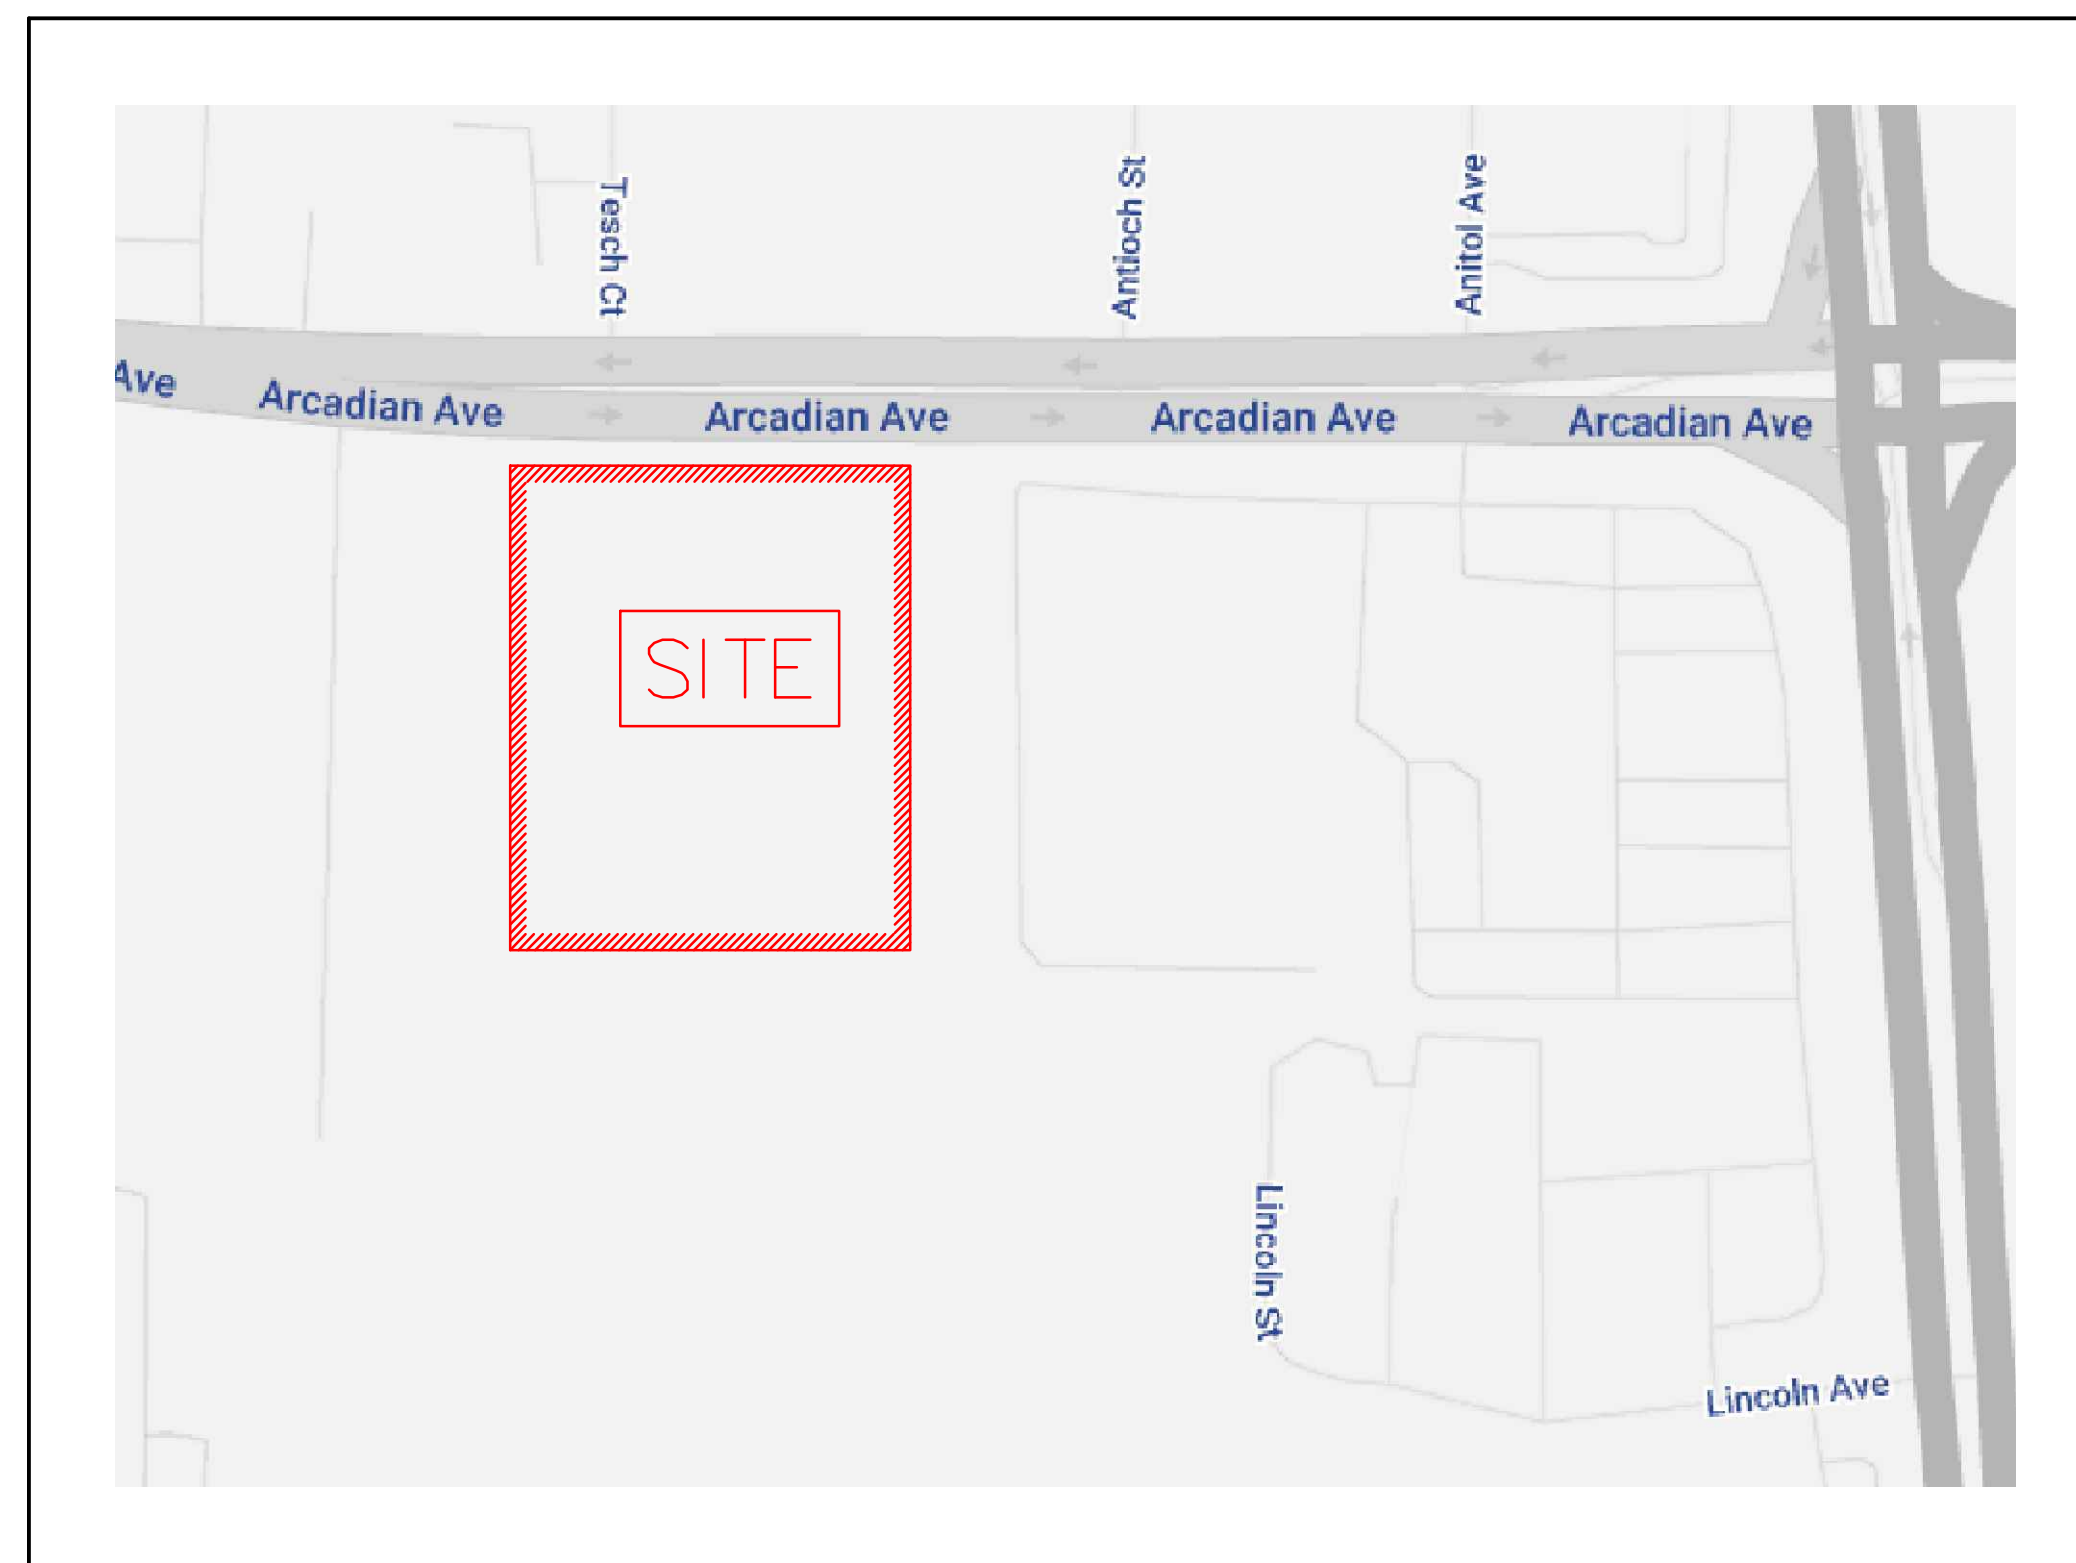 Tesch Ct
Antioch St
Anitol Ave
Ave
Arcadian Ave
Arcadian Ave
Arcadian Ave
Arcadian Ave
SITE
Lincoln St
Lincoln Ave